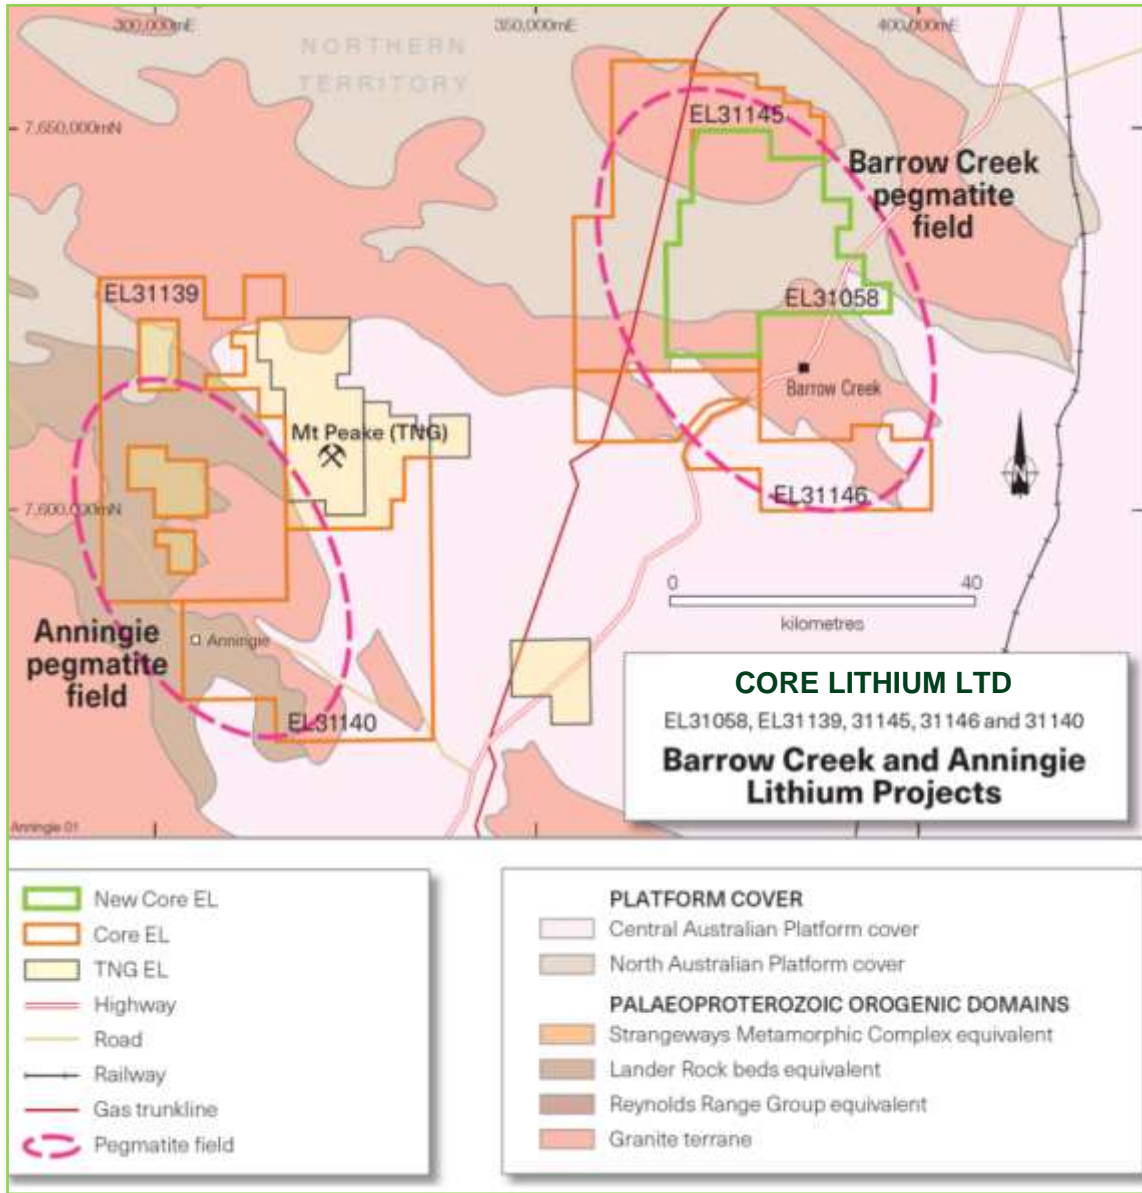 300,000mE
350,000mE
400,000mE
NORTHERN
TERRITORY
7,650,000mN
EL31145
Barrow Creek
pegmatite
field
EL31139
EL31058
Barrow Creek
Mt Peake (TNG)
N
EL31146
7,600,000mN
0 40
kilometres
Anningie
pegmatite
field
Anningie
EL31140
CORE LITHIUM LTD
EL31058, EL31139, 31145, 31146 and 31140
Barrow Creek and Anningie
Lithium Projects
Anningie 01
New Core EL
Core EL
TNG EL
Highway
Road
Railway
Gas trunkline
Pegmatite field
PLATFORM COVER
Central Australian Platform cover
North Australian Platform cover
PALAEOPROTEROZOIC OROGENIC DOMAINS
Strangeways Metamorphic Complex equivalent
Lander Rock beds equivalent
Reynolds Range Group equivalent
Granite terrane